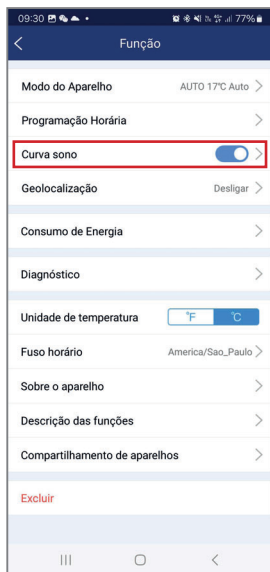 09:30 77%
Função
Modo do Aparelho AUTO 17°C Auto
Programação Horária
Curva sono
Geolocalização Desligar
Consumo de Energia
Diagnóstico
Unidade de temperatura °F °C
Fuso horário America/Sao_Paulo
Sobre o aparelho
Descrição das funções
Compartilhamento de aparelhos
Excluir